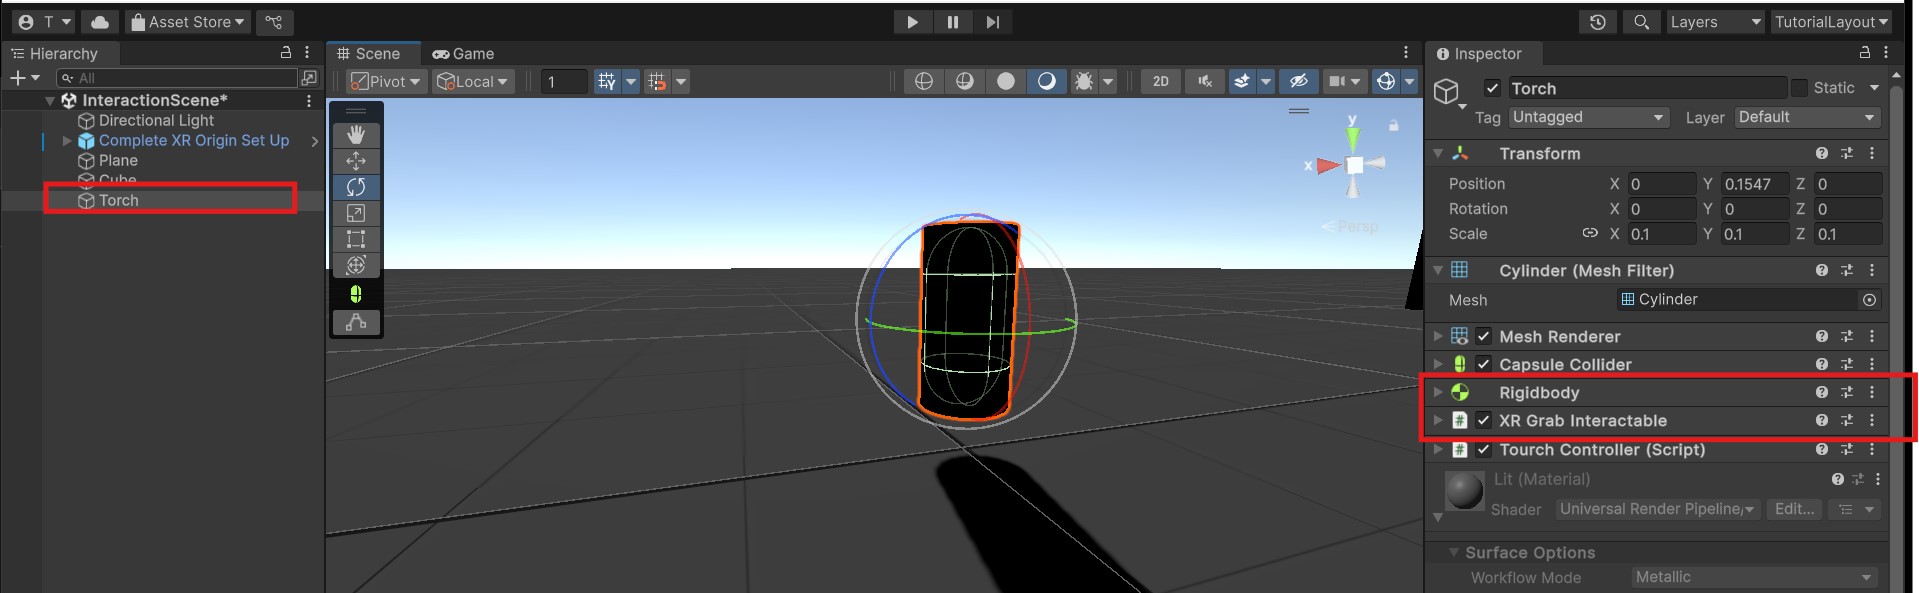 T
Asset Store
Layers
TutorialLayout
Hierarchy
Scene
Game
Inspector
All
Pivot
Local
1
2D
InteractionScene*
Directional Light
Complete XR Origin Set Up
Plane
Cube
Torch
y
x
Persp
Torch
Static
Tag Untagged Layer Default
Transform
Position X 0 Y 0.1547 Z 0
Rotation X 0 Y 0 Z 0
Scale X 0.1 Y 0.1 Z 0.1
Cylinder (Mesh Filter)
Mesh Cylinder
Mesh Renderer
Capsule Collider
Rigidbody
# XR Grab Interactable
# Tourch Controller (Script)
Lit (Material)
Shader Universal Render Pipeline/ Edit...
Surface Options
Workflow Mode Metallic